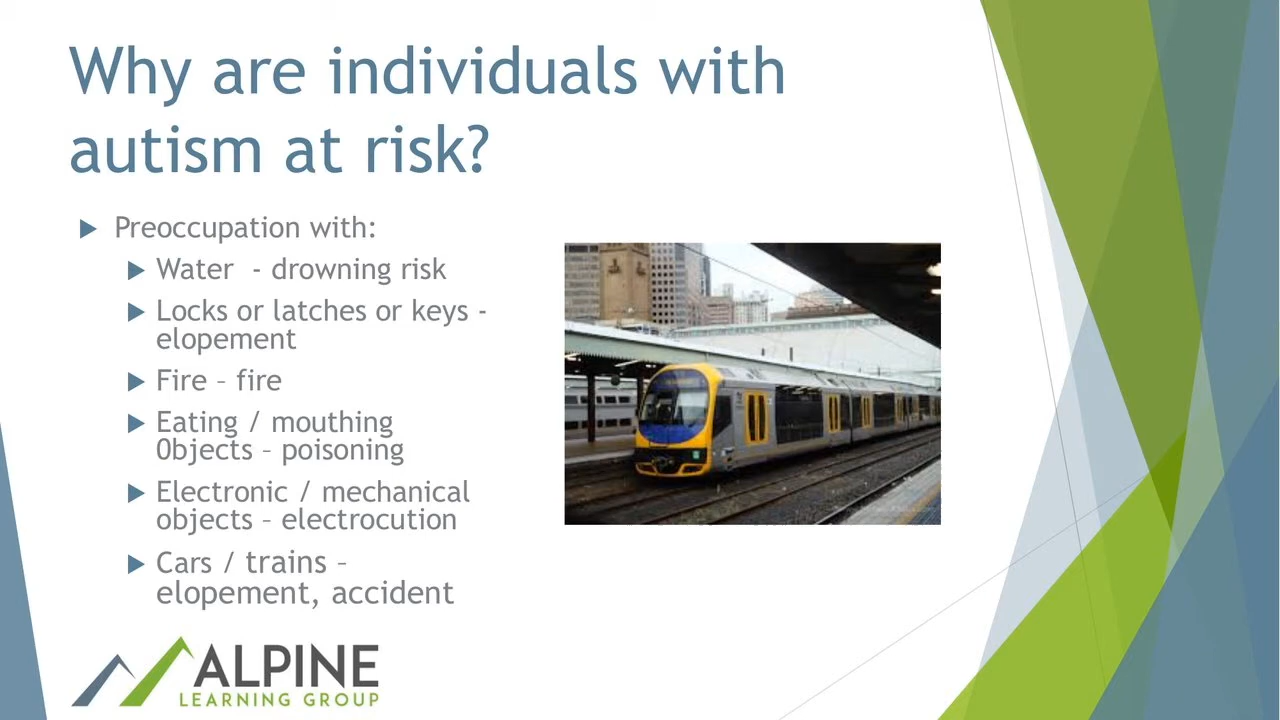 Why are individuals with
autism at risk?
Preoccupation with:
Water - drowning risk
Locks or latches or keys -
elopement
Fire – fire
Eating / mouthing
0bjects – poisoning
Electronic / mechanical
objects – electrocution
Cars / trains –
elopement, accident
ALPINE
LEARNING GROUP